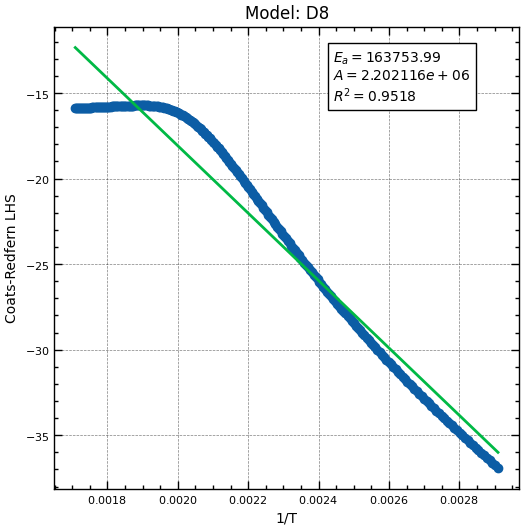 Model: D8
E_a = 163753.99
A = 2.202116e + 06
R^2 = 0.9518
Coats-Redfern LHS
−15
−20
−25
−30
−35
0.0018 0.0020 0.0022 0.0024 0.0026 0.0028
1/T